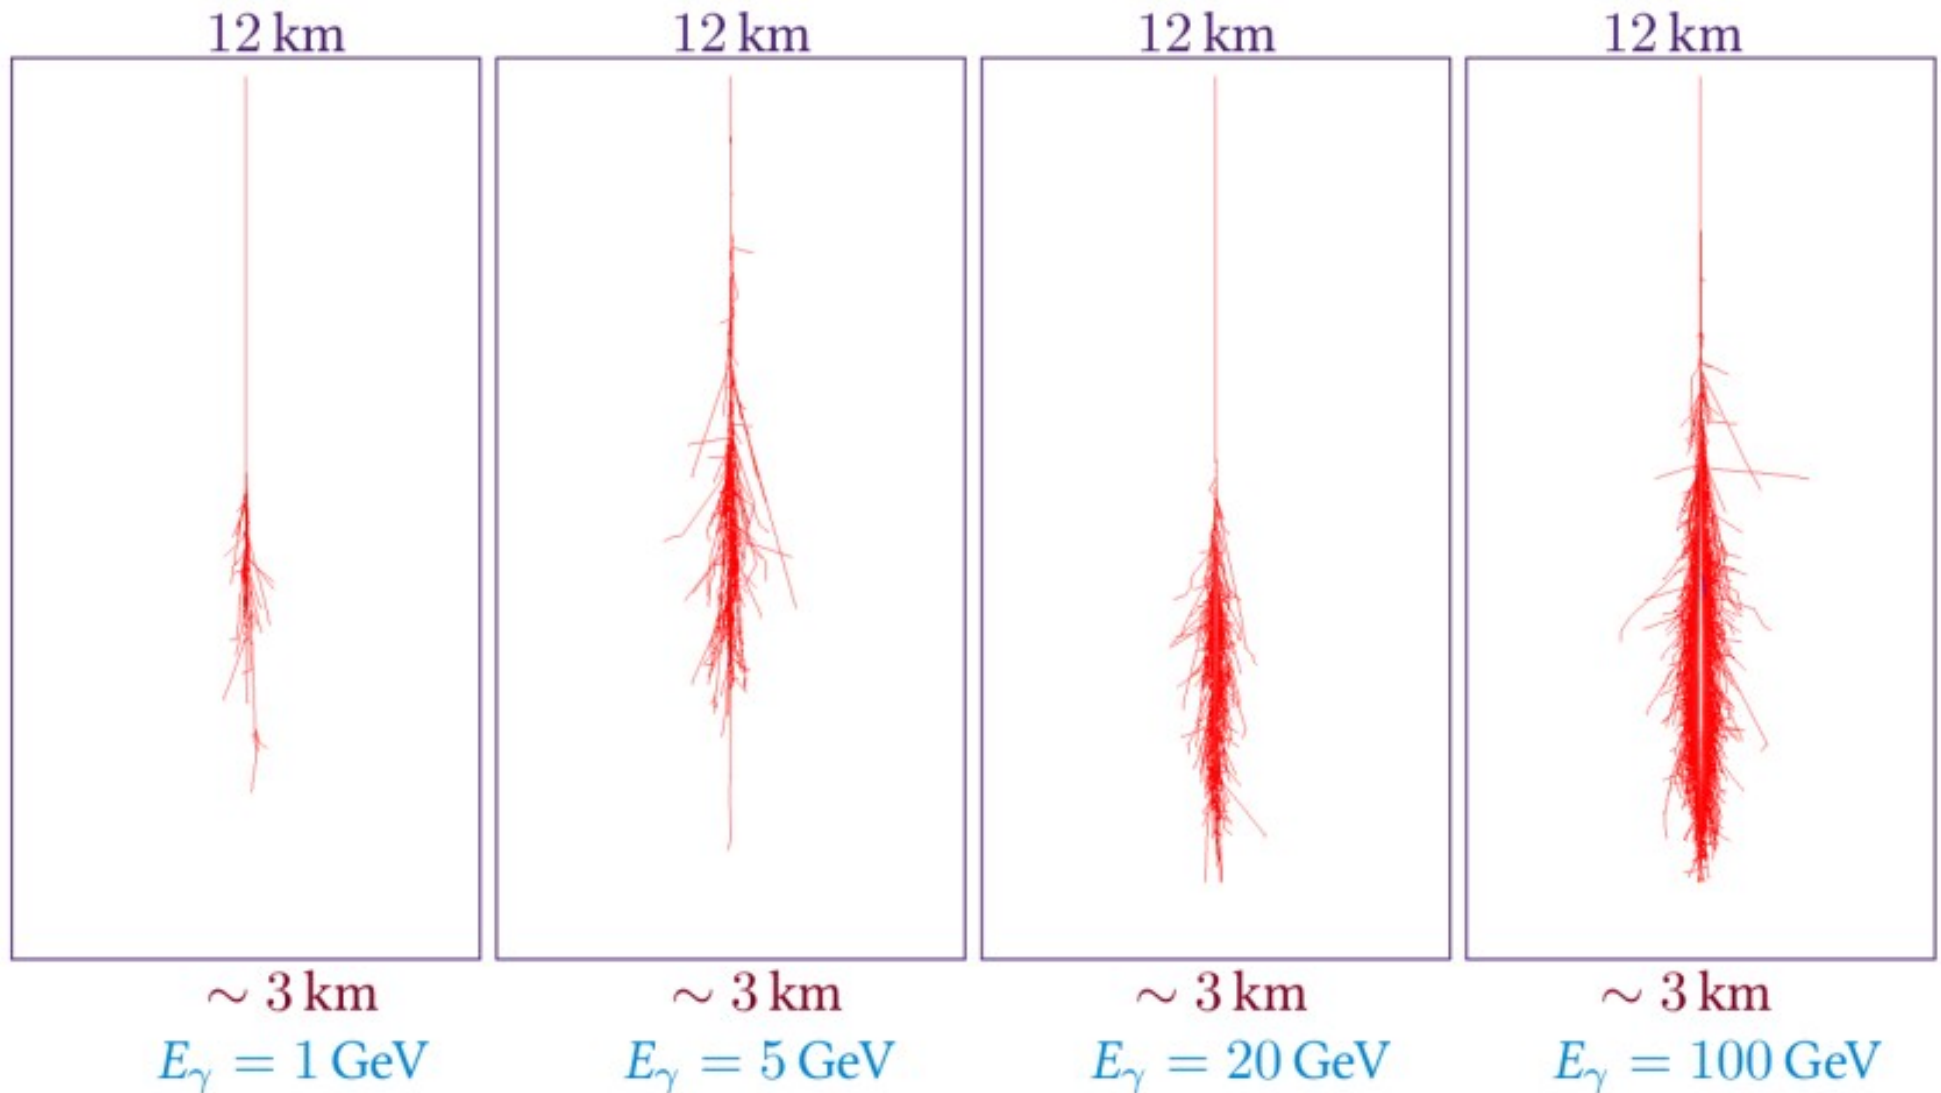 12 km 12 km 12 km 12 km
~ 3 km ~ 3 km ~ 3 km ~ 3 km
Eγ = 1 GeV Eγ = 5 GeV Eγ = 20 GeV Eγ = 100 GeV